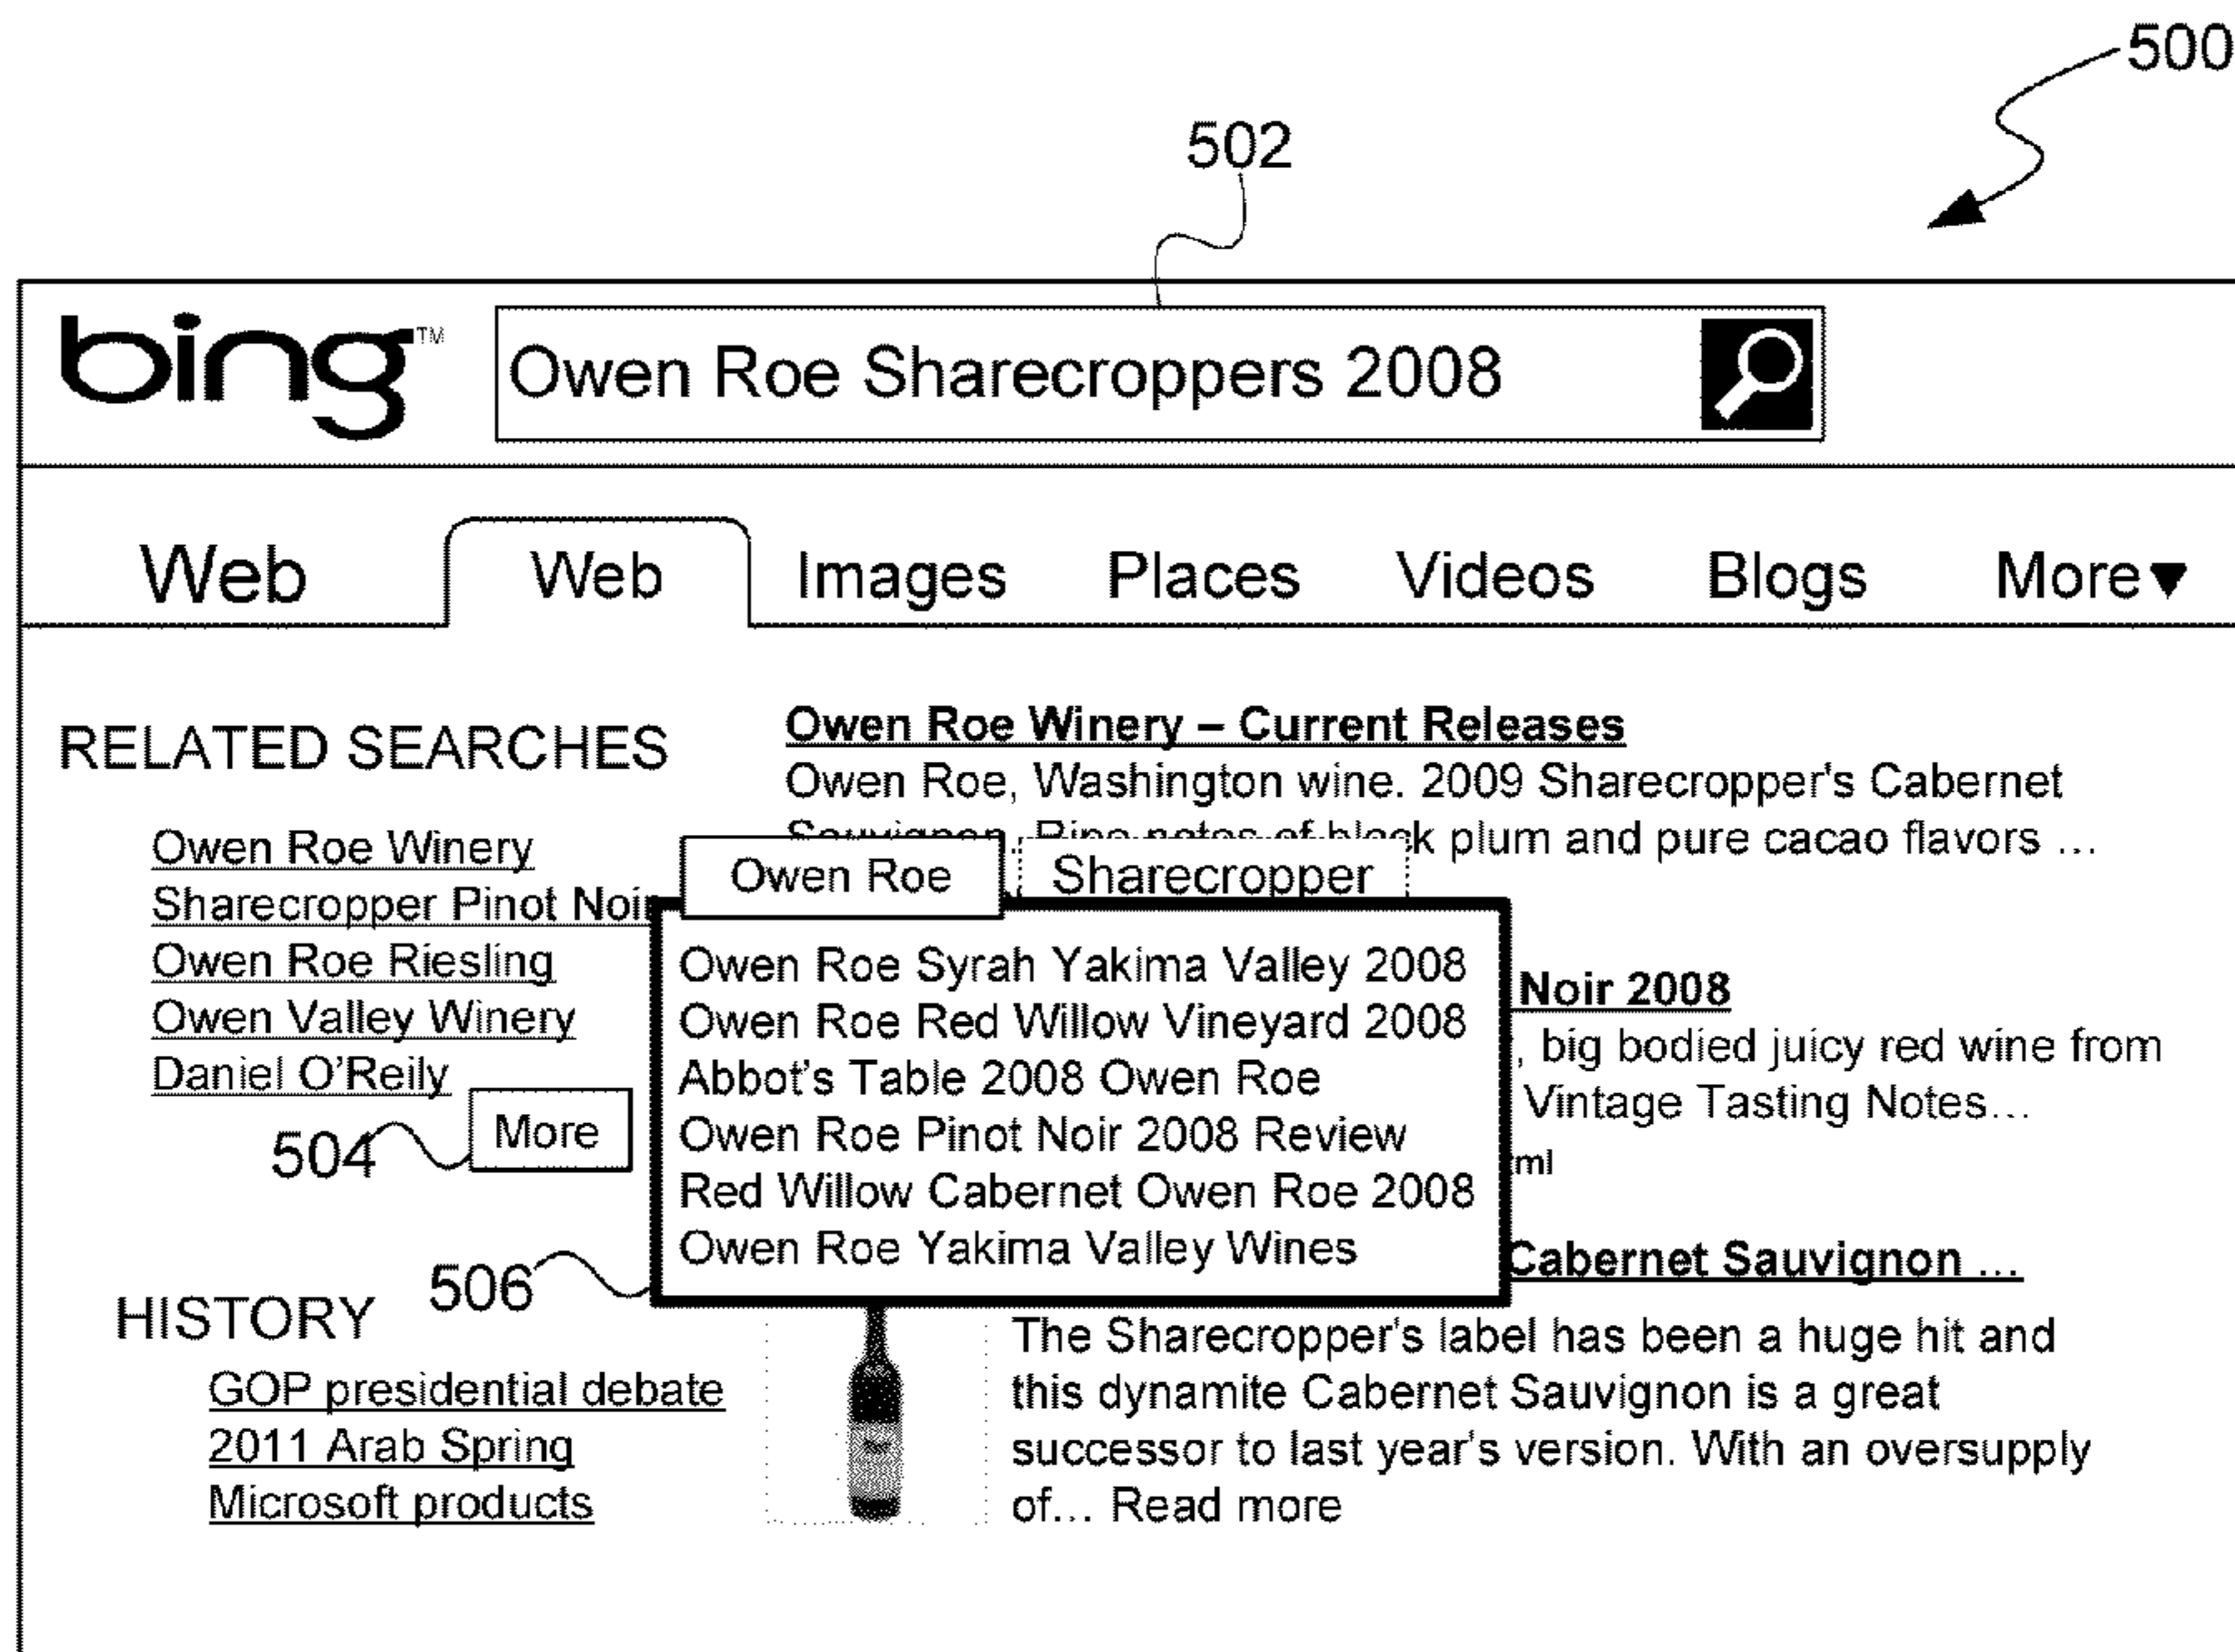 500
502
bing™
Owen Roe Sharecroppers 2008
Web Web Images Places Videos Blogs More▼
RELATED SEARCHES
Owen Roe Winery
Sharecropper Pinot Noir
Owen Roe Riesling
Owen Valley Winery
Daniel O'Reily
504
More
506
HISTORY
GOP presidential debate
2011 Arab Spring
Microsoft products
Owen Roe Winery – Current Releases
Owen Roe, Washington wine. 2009 Sharecropper's Cabernet
Sauvignon. Ripe notes of black plum and pure cacao flavors ...
Owen Roe Sharecropper
Owen Roe Syrah Yakima Valley 2008
Owen Roe Red Willow Vineyard 2008
Abbot's Table 2008 Owen Roe
Owen Roe Pinot Noir 2008 Review
Red Willow Cabernet Owen Roe 2008
Owen Roe Yakima Valley Wines
Noir 2008
, big bodied juicy red wine from
Vintage Tasting Notes...
ml
Cabernet Sauvignon ...
The Sharecropper's label has been a huge hit and
this dynamite Cabernet Sauvignon is a great
successor to last year's version. With an oversupply
of... Read more